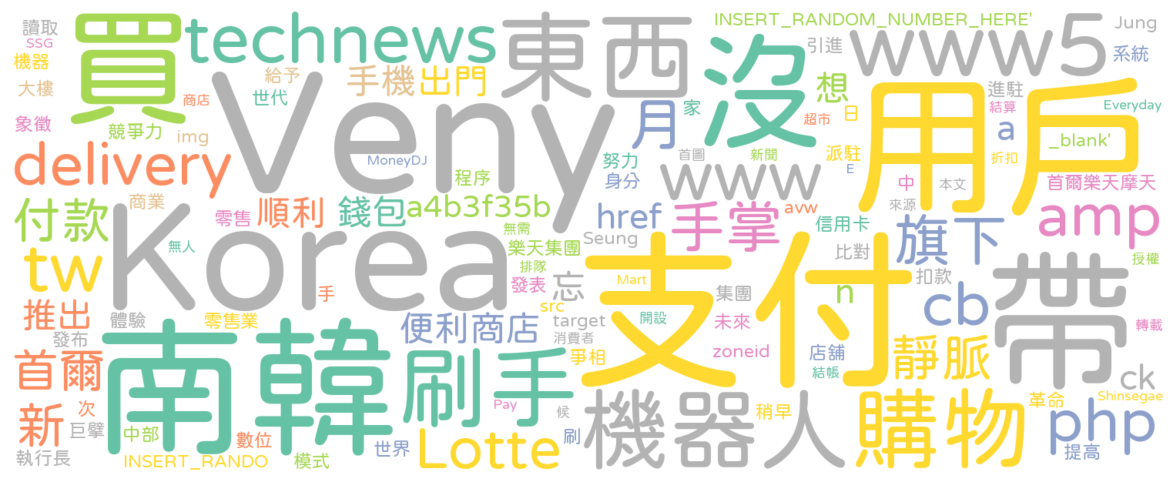 讀取
SSG
買
technews
東西
INSERT_RANDOM_NUMBER_HERE'
Jung
機器
給予
手機
出門
沒
引進
www5
系統
大樓
世代
商店
Veny
想
進駐
結算
象徵
競爭力
img
月
家
超市
日
用戶
a
Everyday
delivery
MoneyDJ
努力
首圖
新聞
派駐
折扣
_blank'
商業
程序
身分
www
E
中
本文
首爾樂天摩天
付款
零售
順利
錢包
a4b3f35b
href
手掌
avw
信用卡
來源
amp
無人
無需
樂天集團
Seung
旗下
比對
授權
tw
Korea
排隊
發表
忘
支付
扣款
帶
手
src
Mart
集團
n
cb
推出
體驗
零售業
便利商店
target
開設
未來
轉載
發布
消費者
首爾
南韓
刷手
爭相
zoneid
店舖
靜脈
結帳
ck
Shinsegae
新
次
Pay
候
機器人
稍早
購物
革命
php
巨擘
中部
數位
世界
Lotte
刷
提高
執行長
INSERT_RANDO
模式